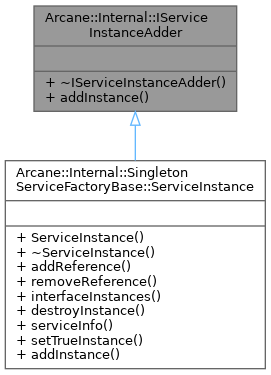 Arcane::Internal::IService
InstanceAdder
+ ~IServiceInstanceAdder()
+ addInstance()
Arcane::Internal::Singleton
ServiceFactoryBase::ServiceInstance
+ ServiceInstance()
+ ~ServiceInstance()
+ addReference()
+ removeReference()
+ interfaceInstances()
+ destroyInstance()
+ serviceInfo()
+ setTrueInstance()
+ addInstance()